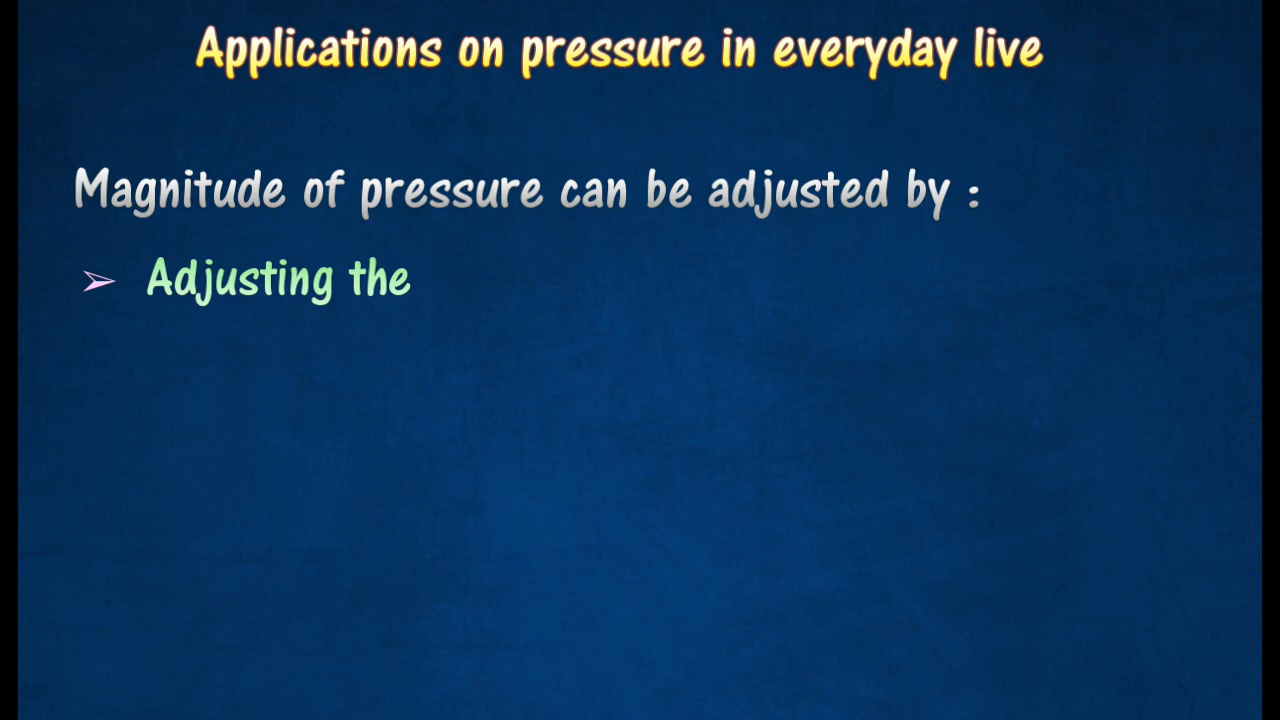 Applications on pressure in everyday live
Magnitude of pressure can be adjusted by :
➢ Adjusting the